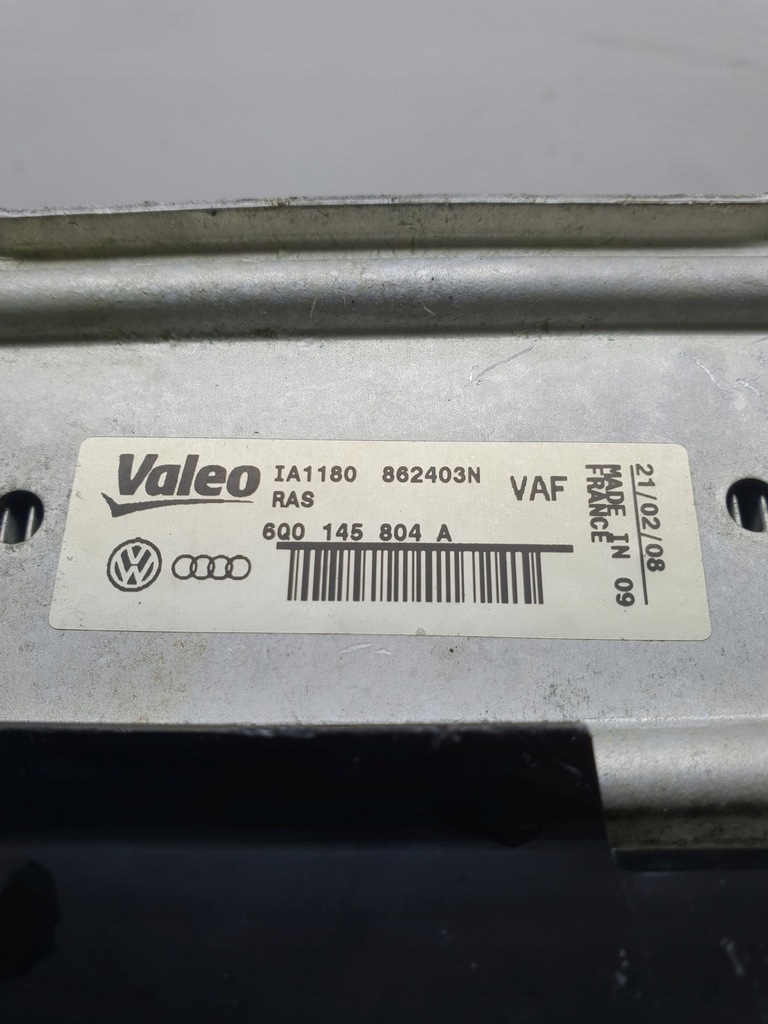 Valeo IA1180 862403N VAF
RAS
6Q0 145 804 A
21/02/08
MADE IN 09
FRANCE